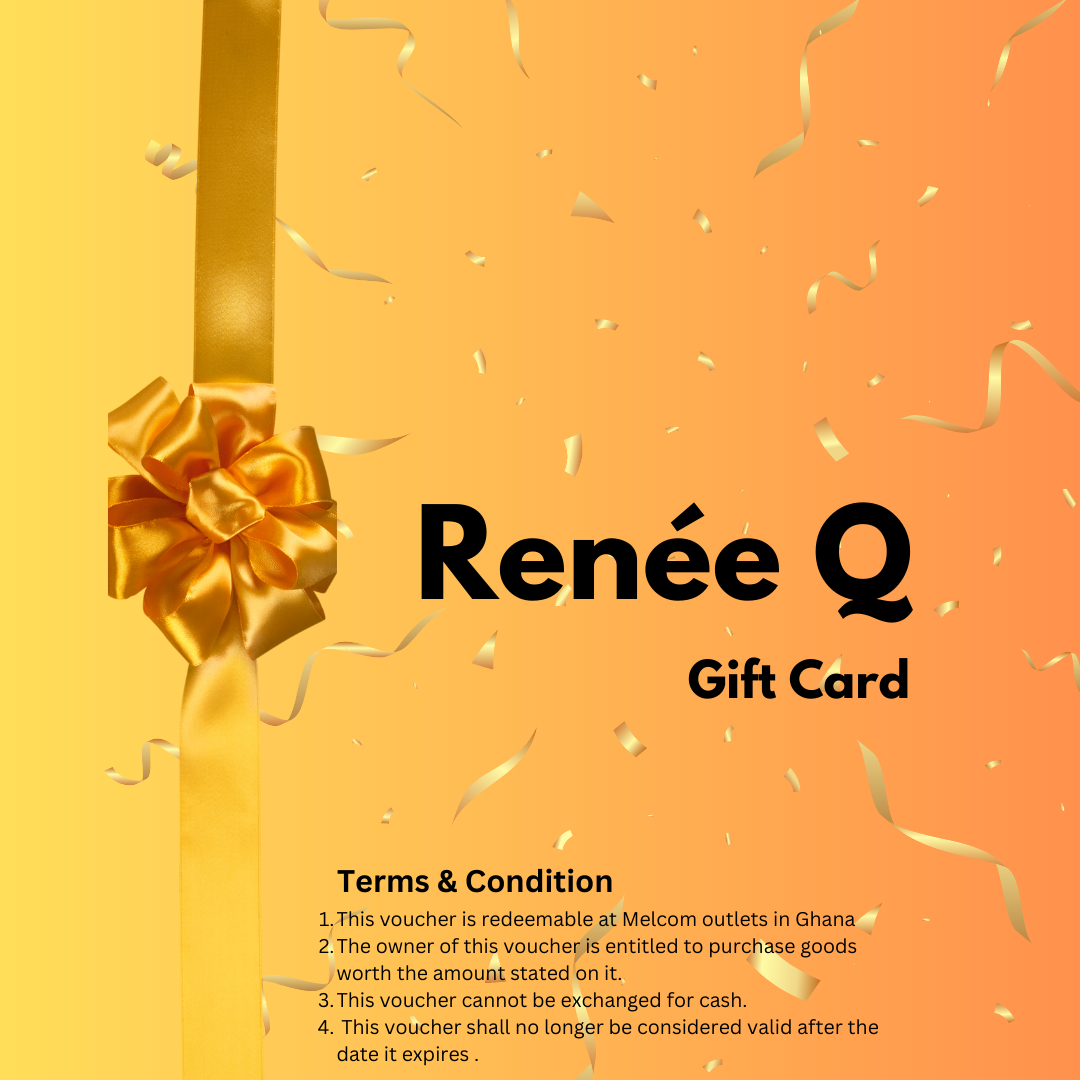 Renée Q
Gift Card
Terms & Condition
1. This voucher is redeemable at Melcom outlets in Ghana
2. The owner of this voucher is entitled to purchase goods
worth the amount stated on it.
3. This voucher cannot be exchanged for cash.
4. This voucher shall no longer be considered valid after the
date it expires .